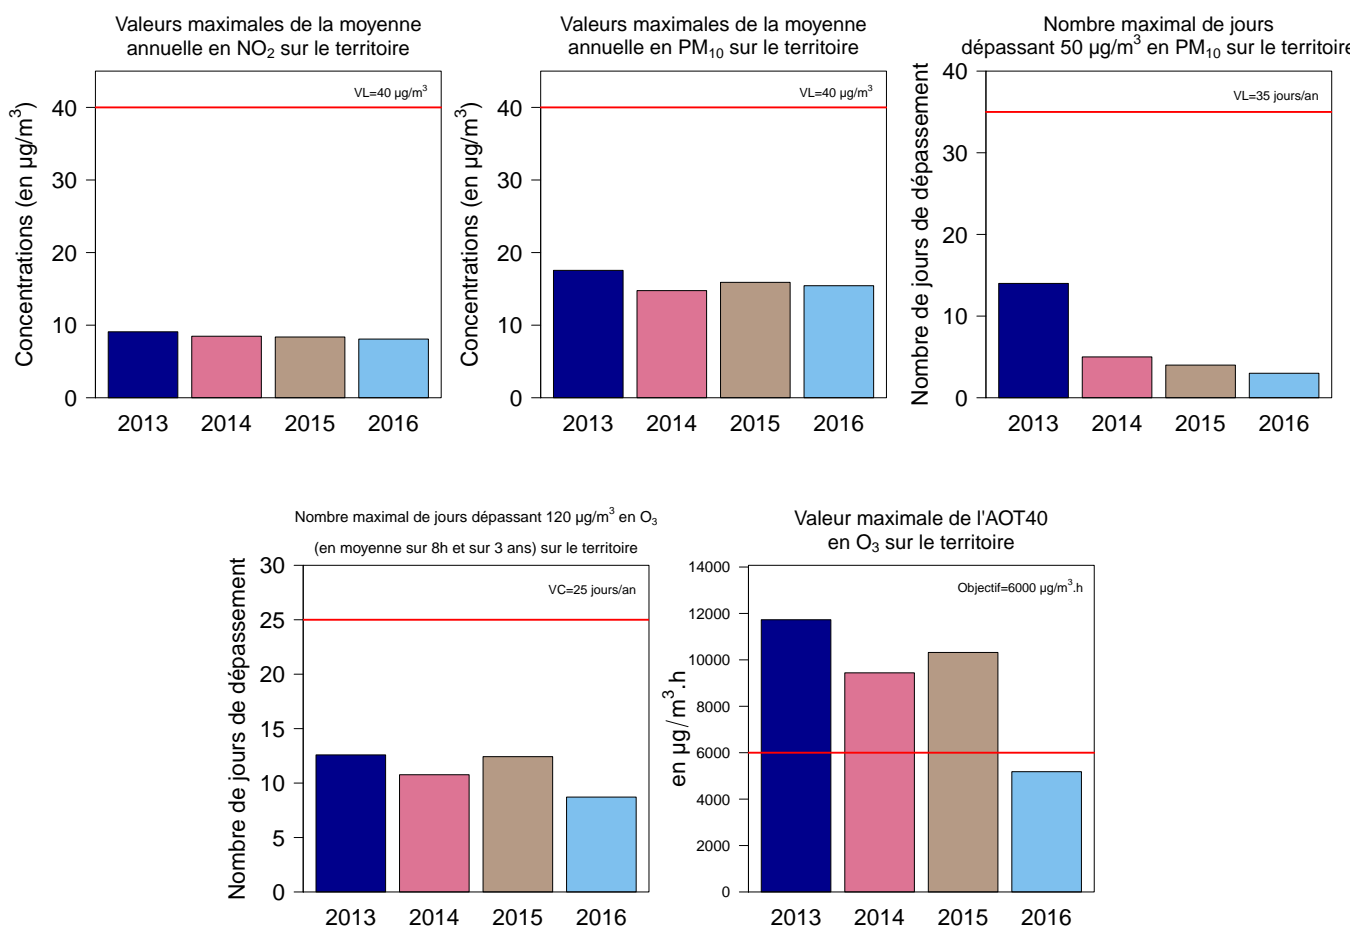 Valeurs maximales de la moyenne
annuelle en NO₂ sur le territoire
VL=40 µg/m³
Concentrations (en µg/m³)
40
30
20
10
0
2013 2014 2015 2016
Valeurs maximales de la moyenne
annuelle en PM₁₀ sur le territoire
VL=40 µg/m³
Concentrations (en µg/m³)
40
30
20
10
0
2013 2014 2015 2016
Nombre maximal de jours
dépassant 50 µg/m³ en PM₁₀ sur le territoire
VL=35 jours/an
Nombre de jours de dépassement
40
30
20
10
0
2013 2014 2015 2016
Nombre maximal de jours dépassant 120 µg/m³ en O₃
(en moyenne sur 8h et sur 3 ans) sur le territoire
VC=25 jours/an
Nombre de jours de dépassement
30
25
20
15
10
5
0
2013 2014 2015 2016
Valeur maximale de l'AOT40
en O₃ sur le territoire
Objectif=6000 µg/m³.h
en µg/m³.h
14000
12000
10000
8000
6000
4000
2000
0
2013 2014 2015 2016